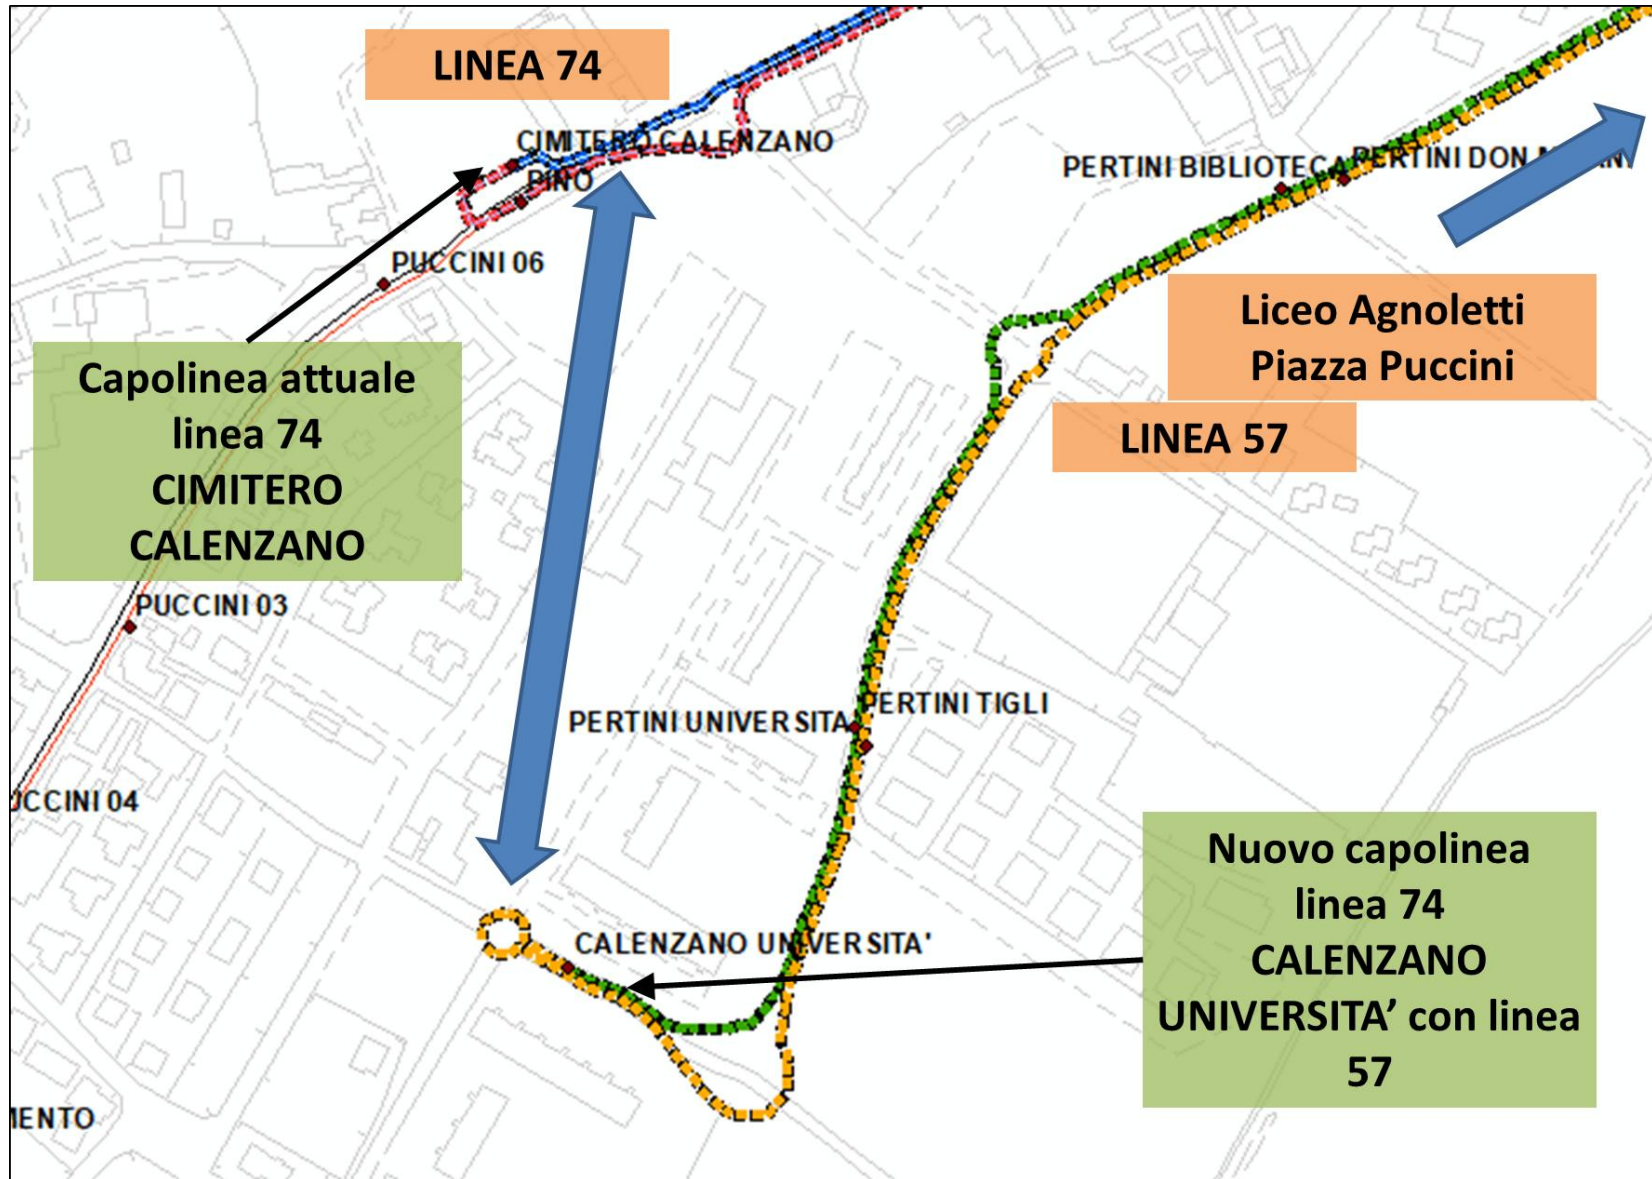 LINEA 74
CIMITERO CALENZANO
PINO
PERTINI BIBLIOTECA
PERTINI DON
PUCCINI 06
Liceo Agnoletti
Piazza Puccini
LINEA 57
Capolinea attuale
linea 74
CIMITERO
CALENZANO
PUCCINI 03
PERTINI UNIVERSITA
PERTINI TIGLI
UCCINI 04
Nuovo capolinea
linea 74
CALENZANO
UNIVERSITA’ con linea
57
CALENZANO UNIVERSITA'
MENTO